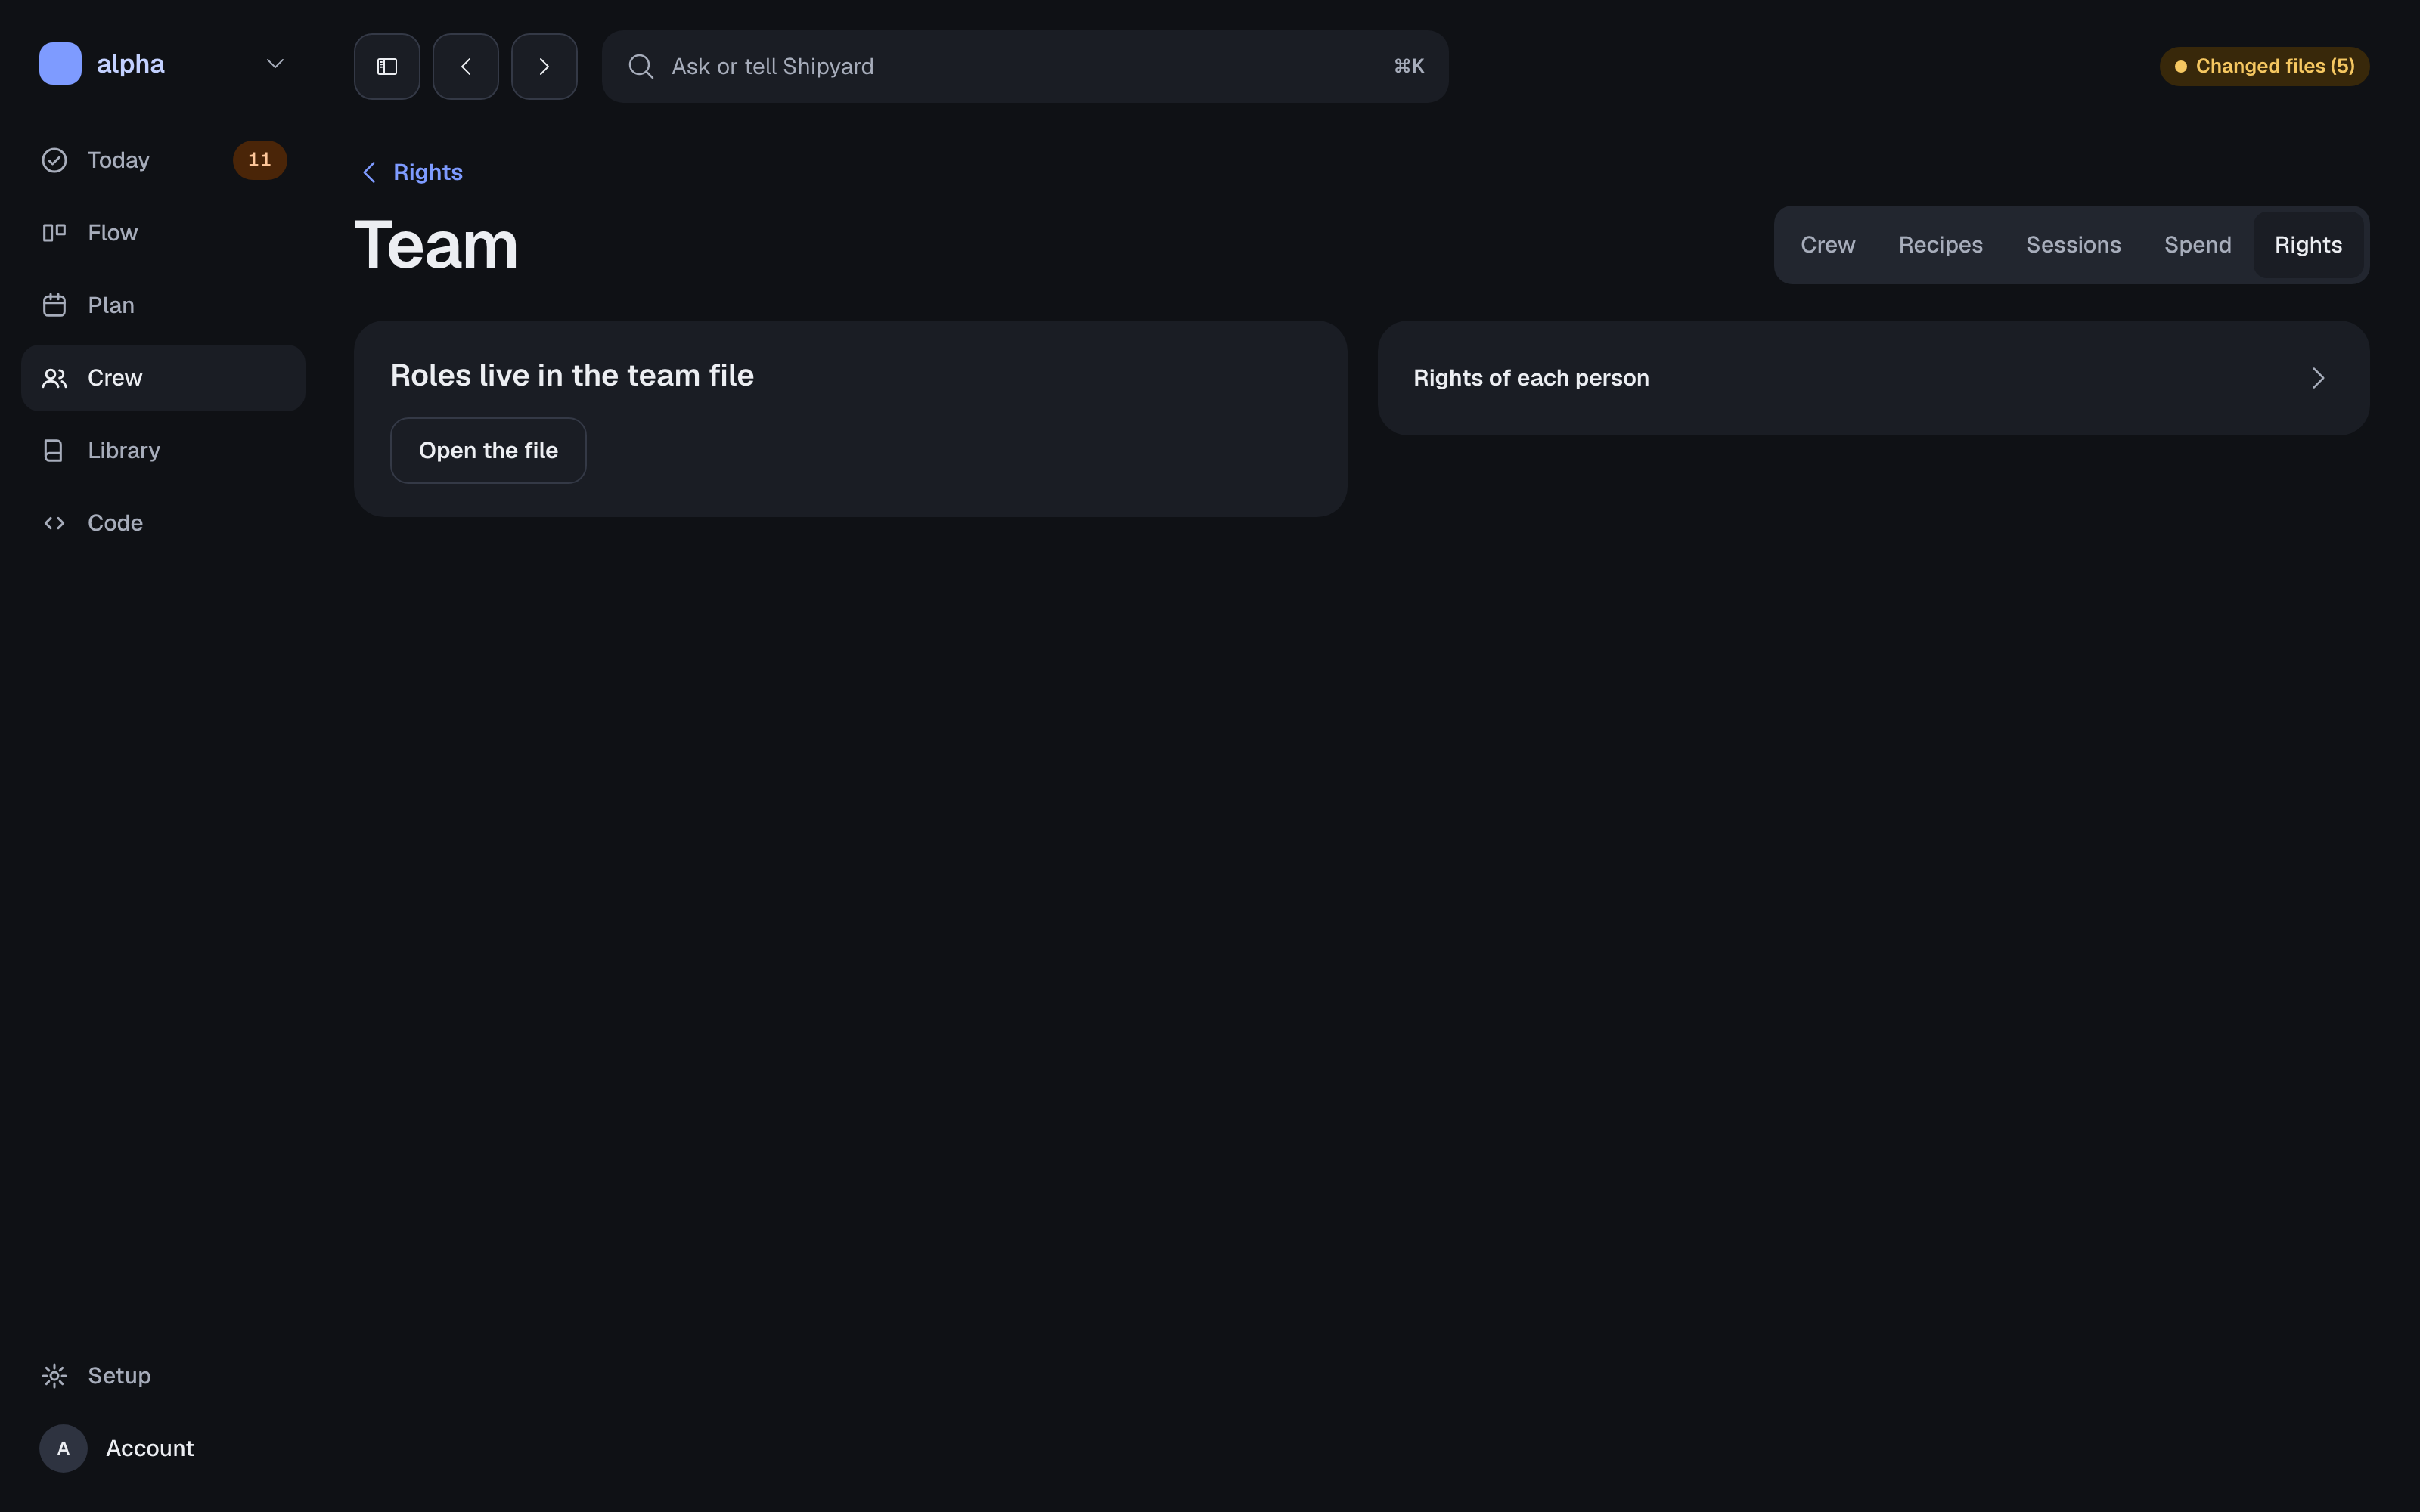 alpha
Ask or tell Shipyard
⌘K
Changed files (5)
Today
11
Flow
Plan
Crew
Library
Code
Rights
Team
Crew
Recipes
Sessions
Spend
Rights
Roles live in the team file
Open the file
Rights of each person
Setup
A
Account